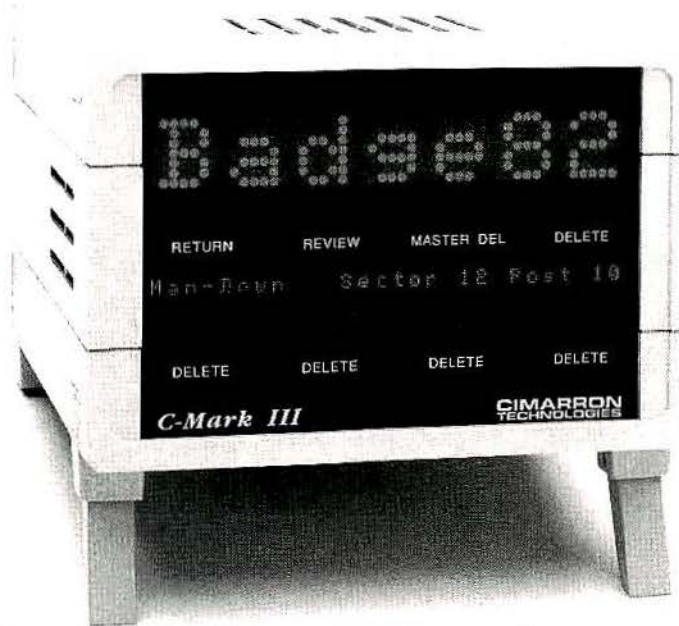 Badge82
RETURN REVIEW MASTER DEL DELETE
Man-Down Sector 12 Post 10
DELETE DELETE DELETE DELETE
C-Mark III
CIMARRON
TECHNOLOGIES